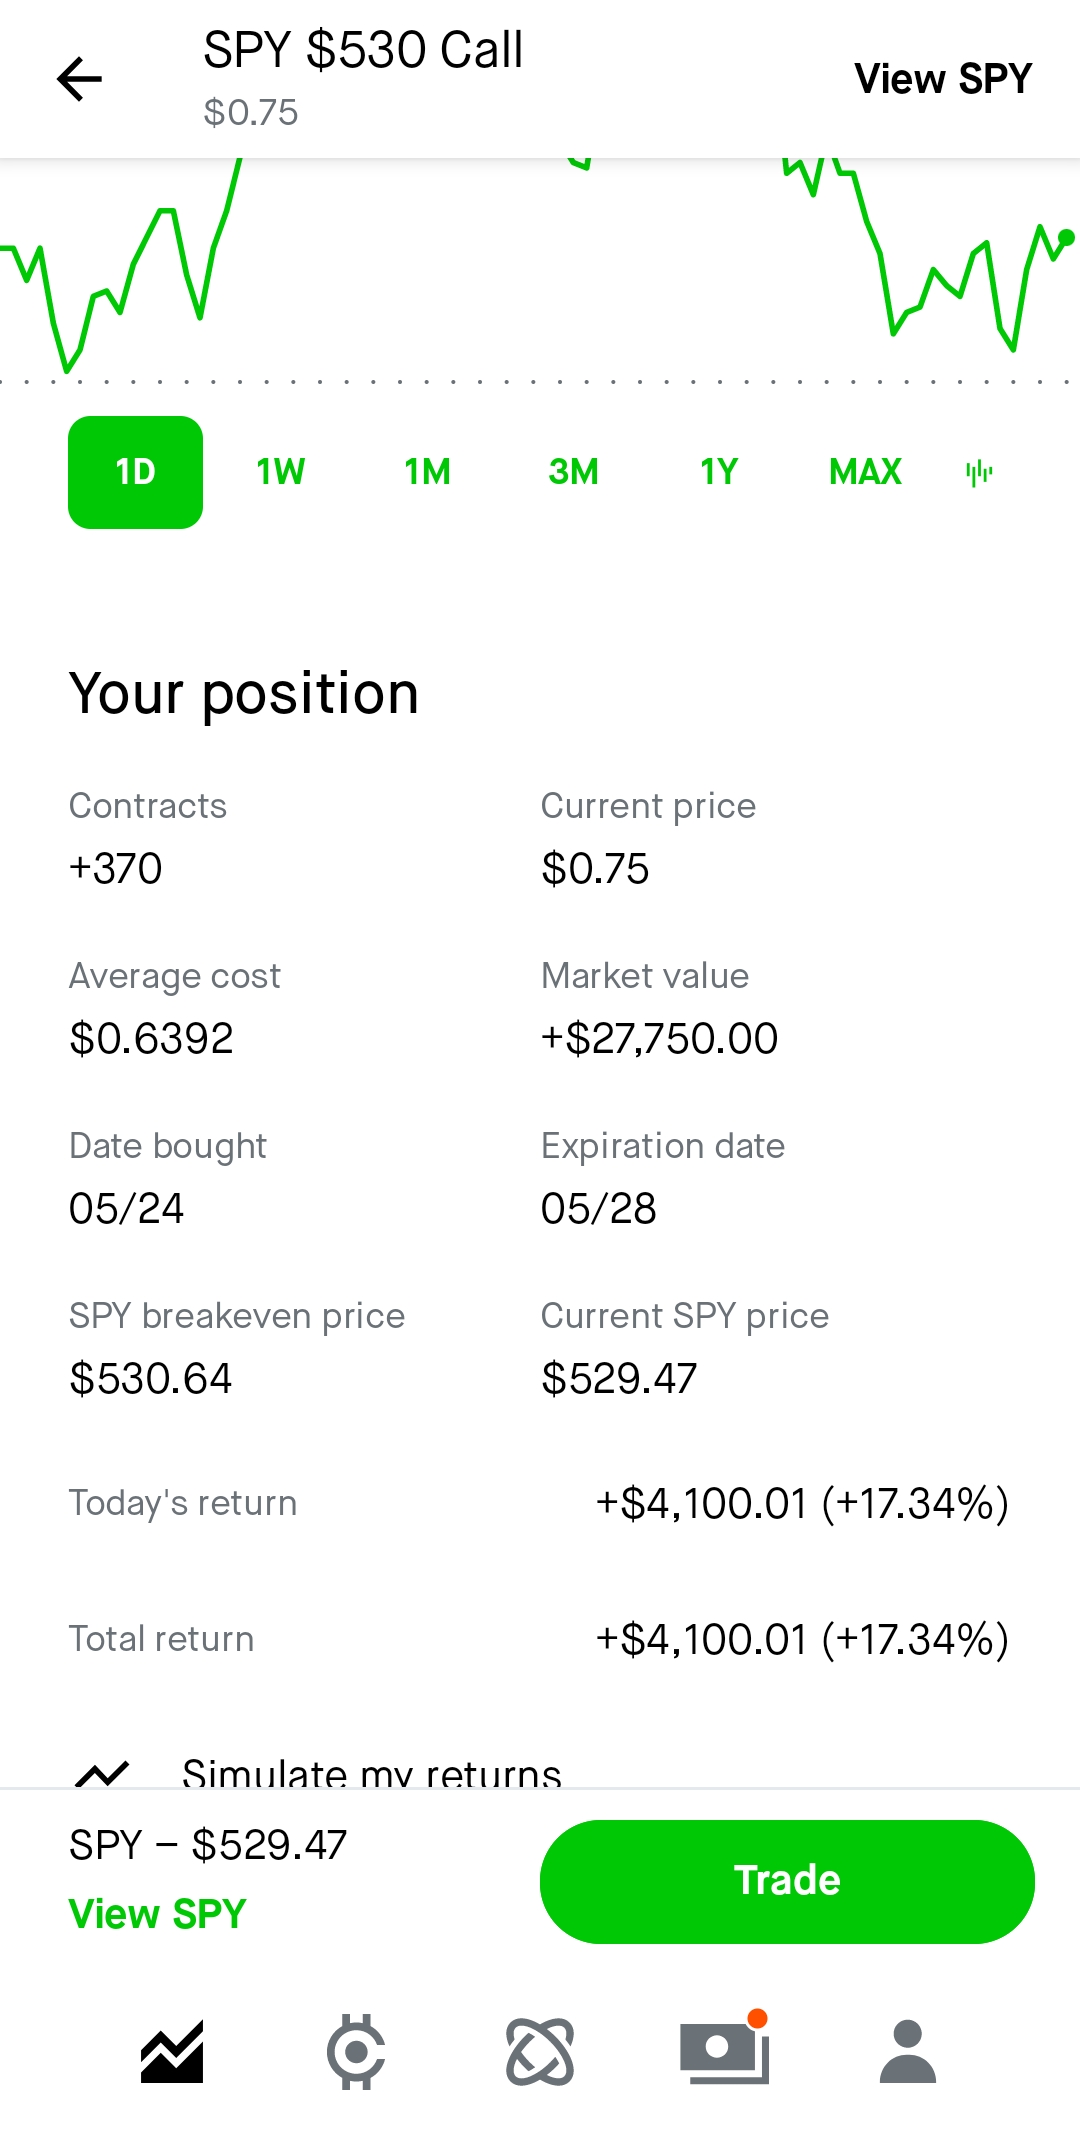 SPY $530 Call
$0.75
View SPY
1D 1W 1M 3M 1Y MAX
Your position
Contracts Current price
+370 $0.75
Average cost Market value
$0.6392 +$27,750.00
Date bought Expiration date
05/24 05/28
SPY breakeven price Current SPY price
$530.64 $529.47
Today's return +$4,100.01 (+17.34%)
Total return +$4,100.01 (+17.34%)
Simulate my returns
SPY – $529.47
View SPY
Trade